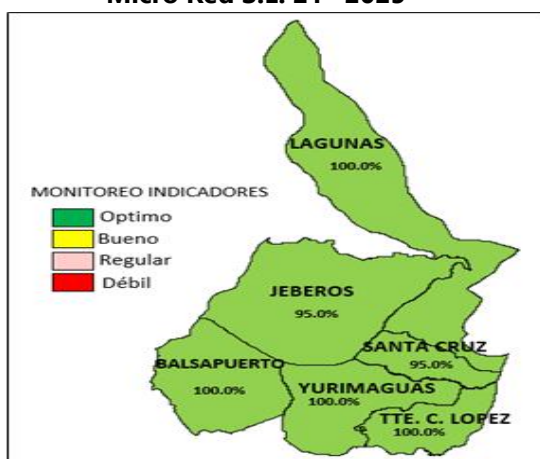 Micro Red S.E. 21 - 2025
LAGUNAS
100.0%
MONITOREO INDICADORES
Optimo
Bueno
Regular
Débil
JEBEROS
95.0%
SANTA CRUZ
95.0%
BALSAPUERTO
100.0%
YURIMAGUAS
100.0%
TTE. C. LOPEZ
100.0%